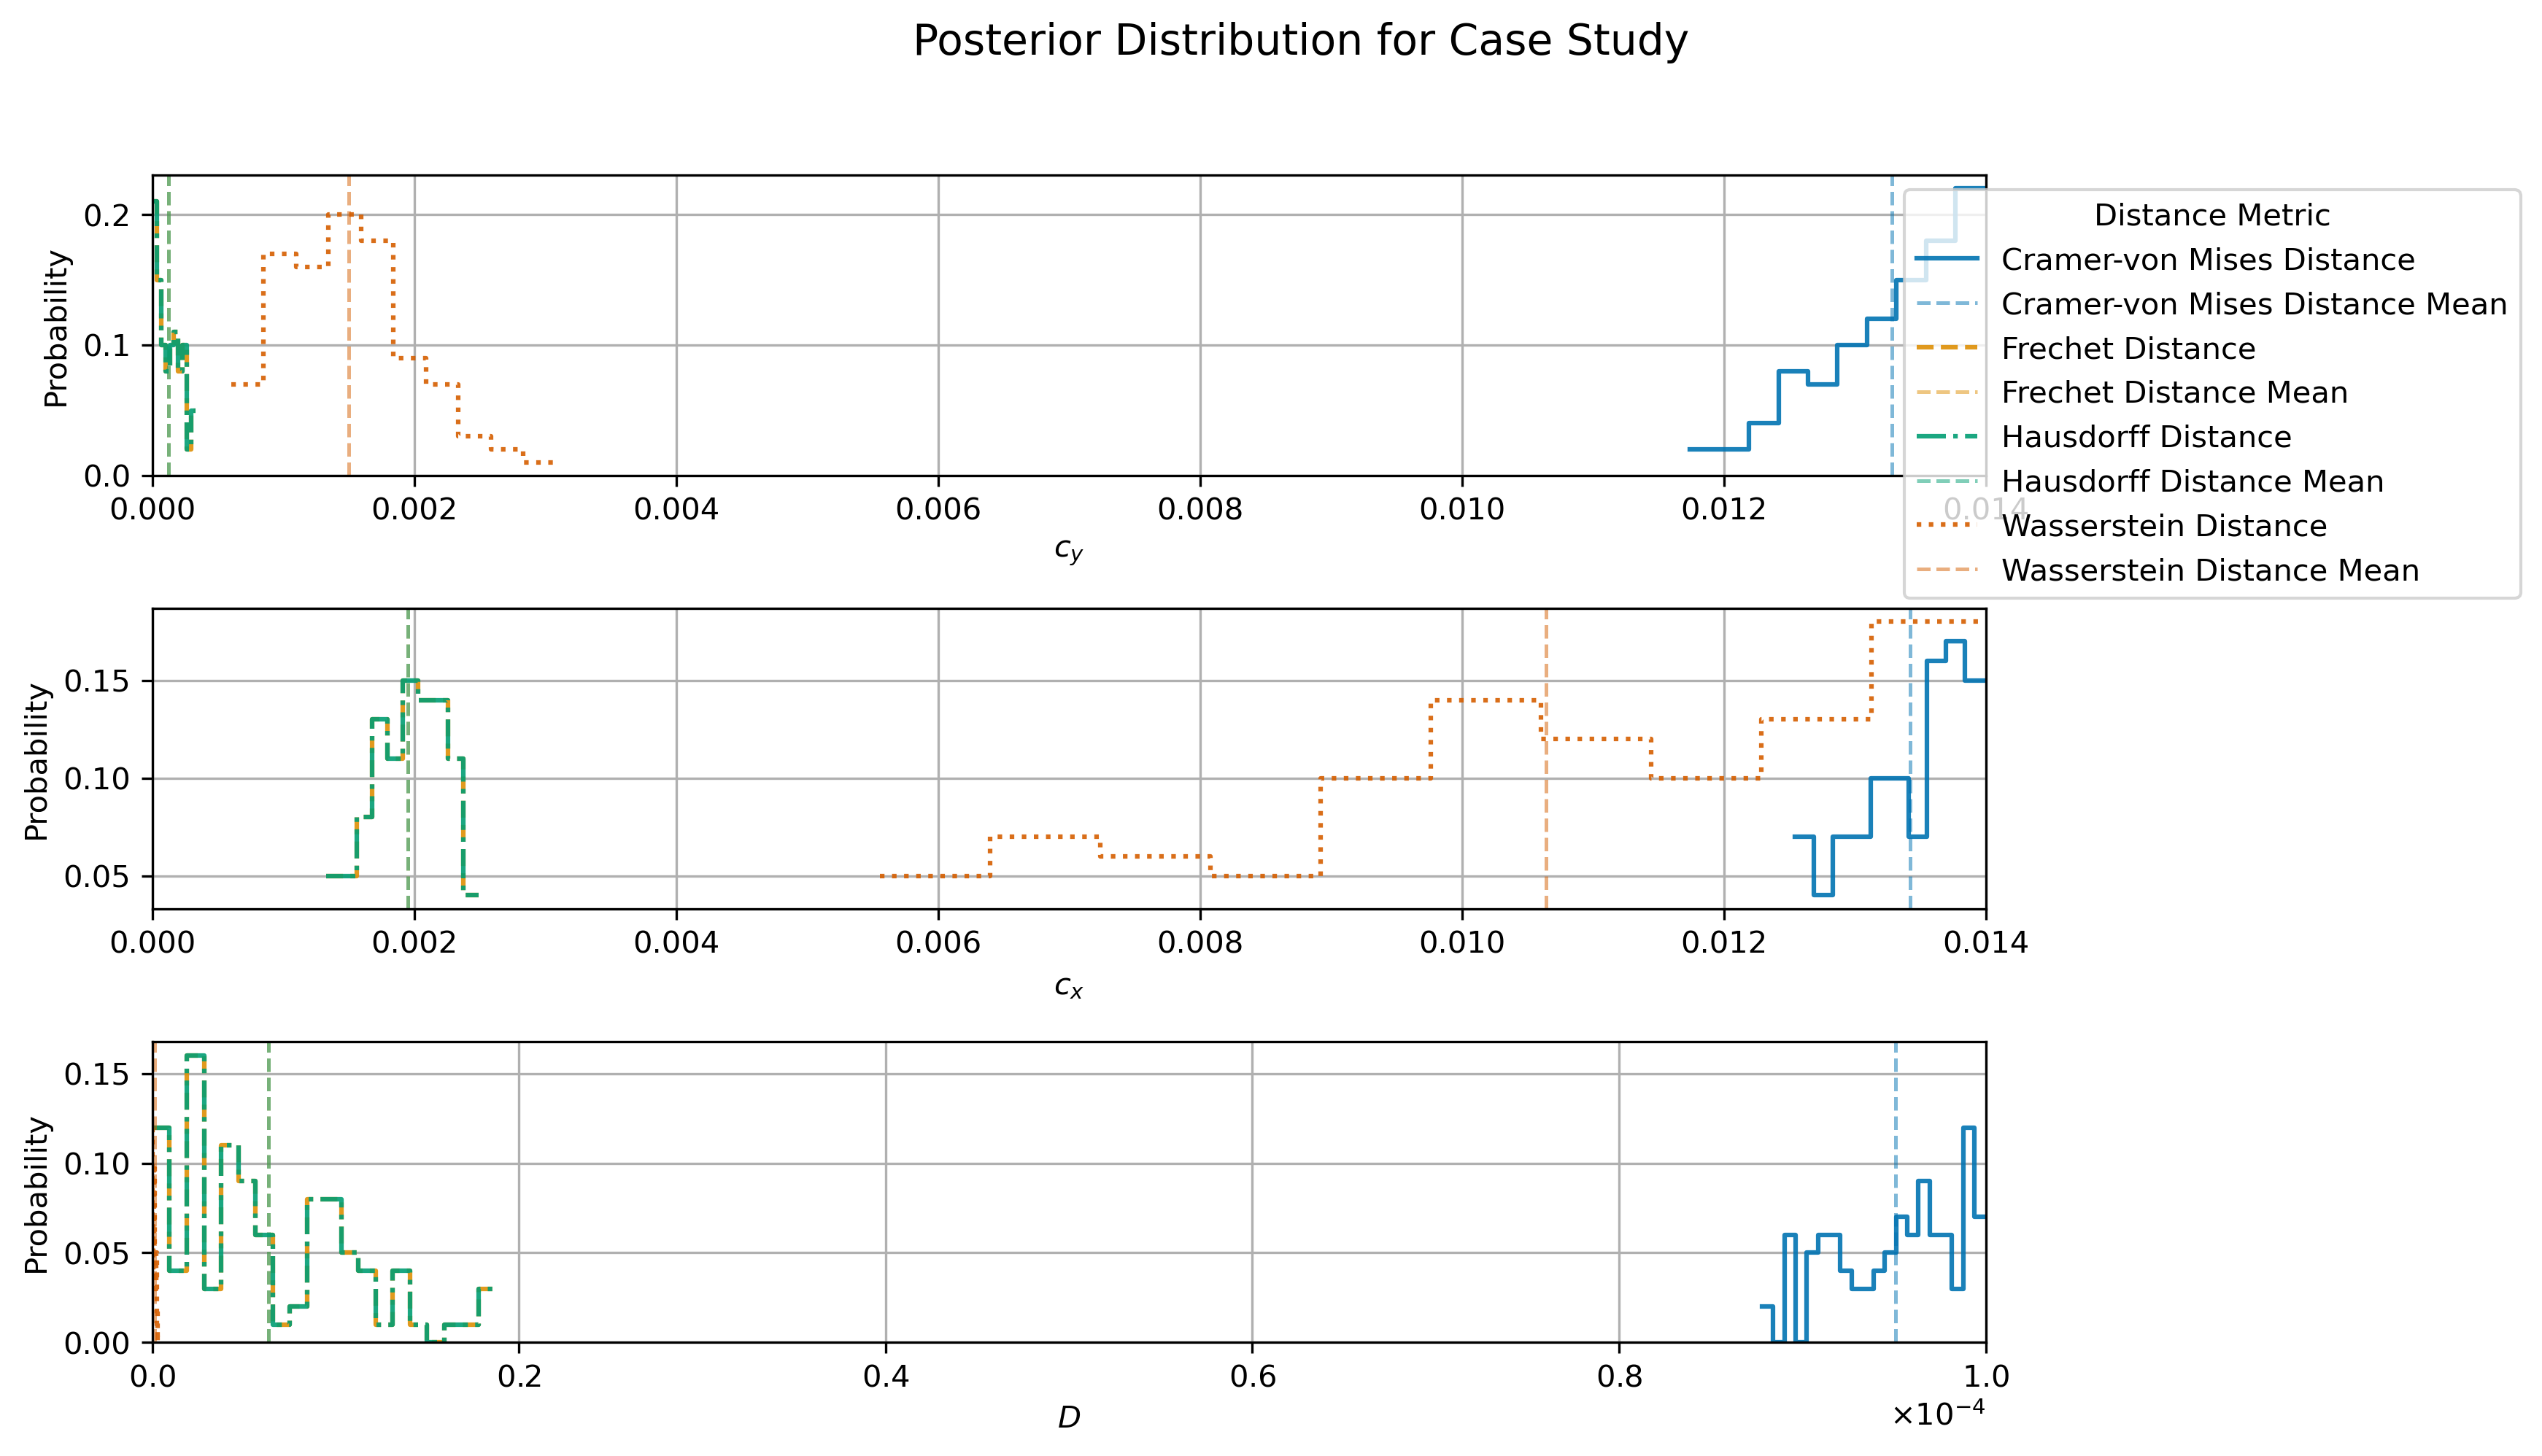 Posterior Distribution for Case Study
Probability
0.2
0.1
0.0
0.000 0.002 0.004 0.006 0.008 0.010 0.012 0.014
c_y
Distance Metric
Cramer-von Mises Distance
Cramer-von Mises Distance Mean
Frechet Distance
Frechet Distance Mean
Hausdorff Distance
Hausdorff Distance Mean
Wasserstein Distance
Wasserstein Distance Mean
Probability
0.15
0.10
0.05
0.000 0.002 0.004 0.006 0.008 0.010 0.012 0.014
c_x
Probability
0.15
0.10
0.05
0.00
0.0 0.2 0.4 0.6 0.8 1.0
×10⁻⁴
D